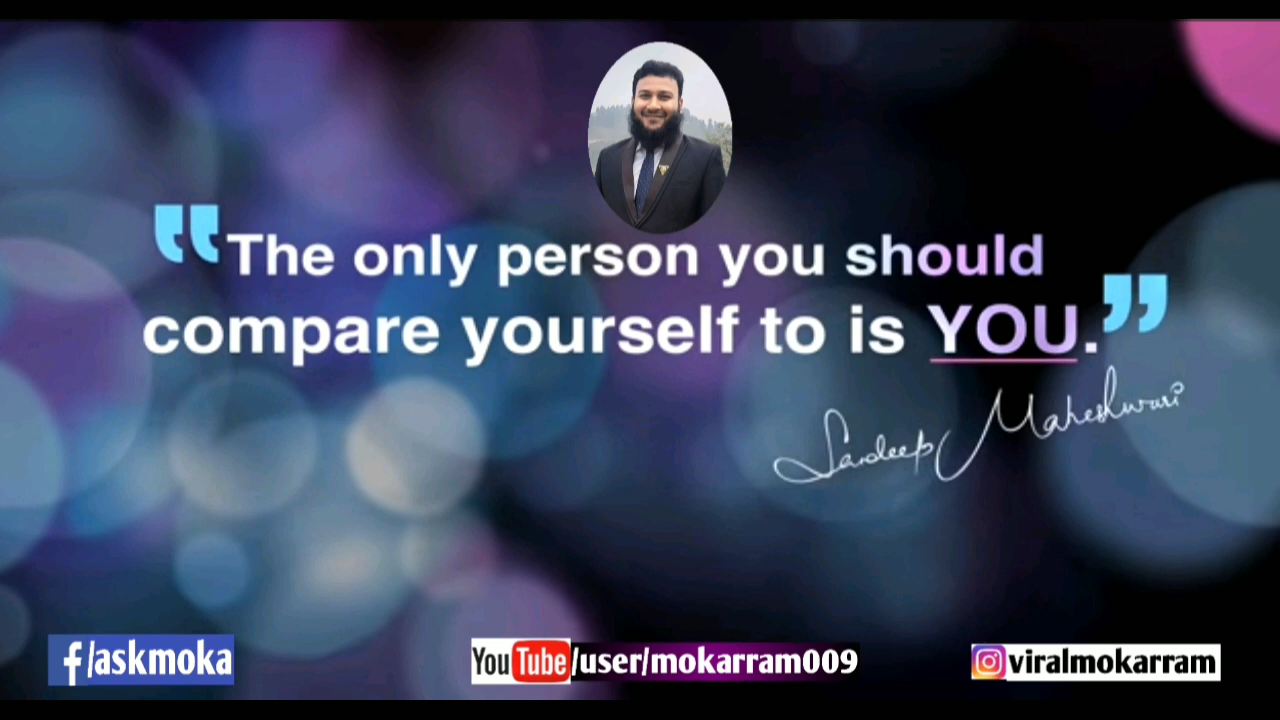 “The only person you should
compare yourself to is YOU.”
Sandeep Maheshwari
f/askmoka
YouTube/user/mokarram009
viralmokarram